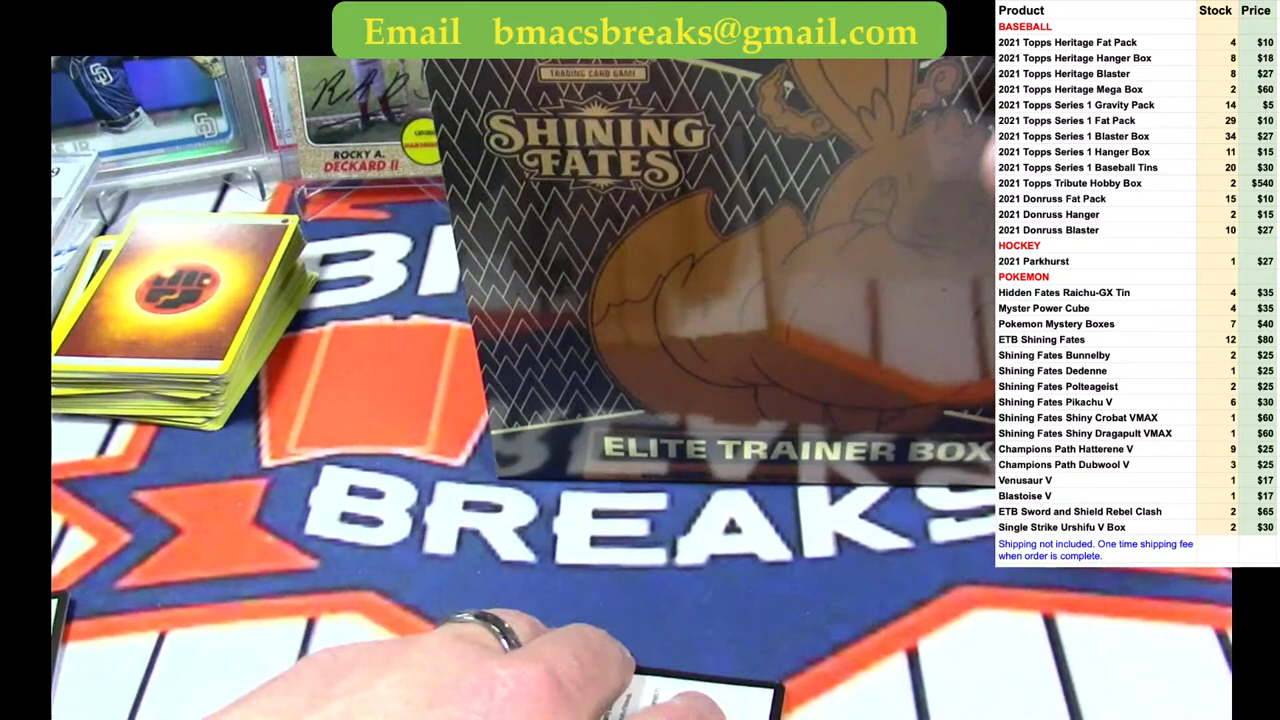 Email bmacsbreaks@gmail.com
Product Stock Price
BASEBALL
2021 Topps Heritage Fat Pack 4 $10
2021 Topps Heritage Hanger Box 8 $18
2021 Topps Heritage Blaster 8 $27
2021 Topps Heritage Mega Box 2 $60
2021 Topps Series 1 Gravity Pack 14 $5
2021 Topps Series 1 Fat Pack 29 $10
2021 Topps Series 1 Blaster Box 34 $27
2021 Topps Series 1 Hanger Box 11 $15
2021 Topps Series 1 Baseball Tins 20 $30
2021 Topps Tribute Hobby Box 2 $540
2021 Donruss Fat Pack 15 $10
2021 Donruss Hanger 2 $15
2021 Donruss Blaster 10 $27
HOCKEY
2021 Parkhurst 1 $27
POKEMON
Hidden Fates Raichu-GX Tin 4 $35
Myster Power Cube 4 $35
Pokemon Mystery Boxes 7 $40
ETB Shining Fates 12 $80
Shining Fates Bunnelby 2 $25
Shining Fates Dedenne 1 $25
Shining Fates Polteageist 2 $25
Shining Fates Pikachu V 6 $30
Shining Fates Shiny Crobat VMAX 1 $60
Shining Fates Shiny Dragapult VMAX 1 $60
Champions Path Hatterene V 9 $25
Champions Path Dubwool V 3 $25
Venusaur V 1 $17
Blastoise V 1 $17
ETB Sword and Shield Rebel Clash 2 $65
Single Strike Urshifu V Box 2 $30
Shipping not included. One time shipping fee
when order is complete.
TRADING CARD GAME
SHINING
FATES
ROCKY A.
DECKARD II
ELITE TRAINER BOX
BREAKS